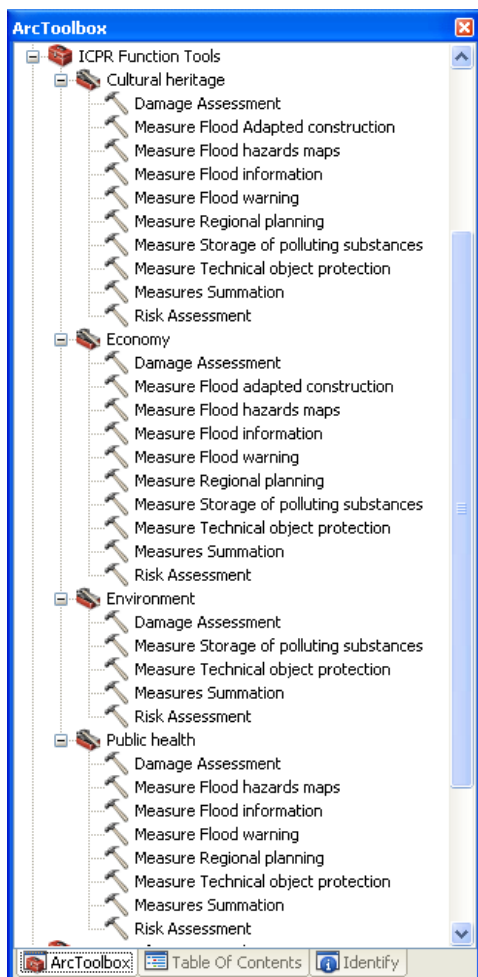 ArcToolbox
ICPR Function Tools
Cultural heritage
Damage Assessment
Measure Flood Adapted construction
Measure Flood hazards maps
Measure Flood information
Measure Flood warning
Measure Regional planning
Measure Storage of polluting substances
Measure Technical object protection
Measures Summation
Risk Assessment
Economy
Damage Assessment
Measure Flood adapted construction
Measure Flood hazards maps
Measure Flood information
Measure Flood warning
Measure Regional planning
Measure Storage of polluting substances
Measure Technical object protection
Measures Summation
Risk Assessment
Environment
Damage Assessment
Measure Storage of polluting substances
Measure Technical object protection
Measures Summation
Risk Assessment
Public health
Damage Assessment
Measure Flood hazards maps
Measure Flood information
Measure Flood warning
Measure Regional planning
Measure Technical object protection
Measures Summation
Risk Assessment
ArcToolbox Table Of Contents Identify